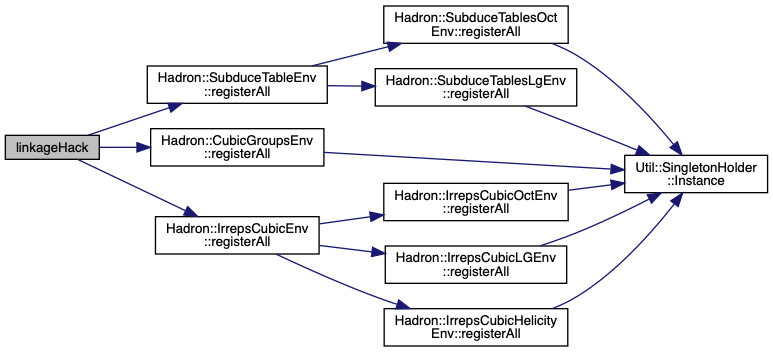 linkageHack
Hadron::SubduceTableEnv
::registerAll
Hadron::CubicGroupsEnv
::registerAll
Hadron::IrrepsCubicEnv
::registerAll
Hadron::SubduceTablesOct
Env::registerAll
Hadron::SubduceTablesLgEnv
::registerAll
Hadron::IrrepsCubicOctEnv
::registerAll
Hadron::IrrepsCubicLGEnv
::registerAll
Hadron::IrrepsCubicHelicity
Env::registerAll
Util::SingletonHolder
::Instance